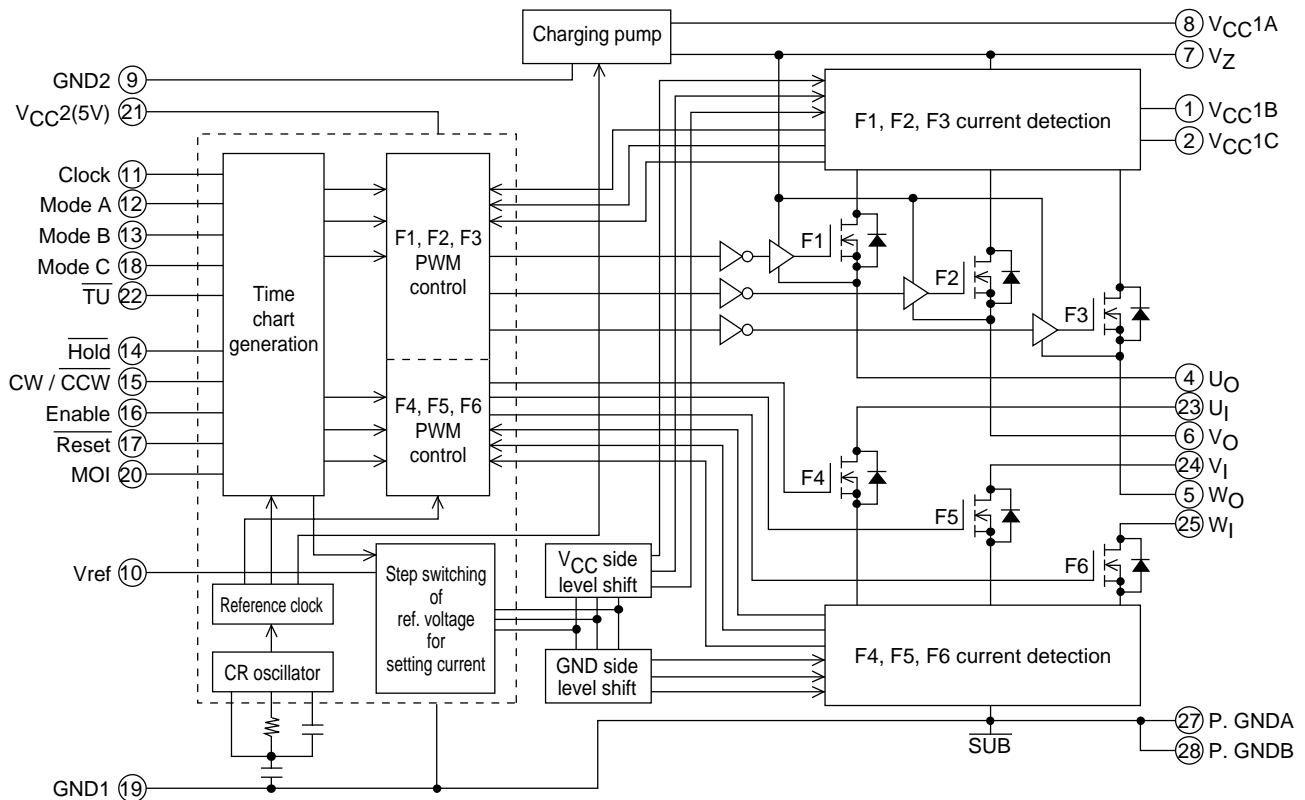 Charging pump
8 VCC1A
7 VZ
GND2 9
VCC2(5V) 21
1 VCC1B
2 VCC1C
F1, F2, F3 current detection
Clock 11
Mode A 12
Mode B 13
Mode C 18
TU 22
Hold 14
CW / CCW 15
Enable 16
Reset 17
MOI 20
Time
chart
generation
F1, F2, F3
PWM
control
F4, F5, F6
PWM
control
F1
F2
F3
4 UO
23 UI
6 VO
24 VI
5 WO
25 WI
F4
F5
F6
Vref 10
Reference clock
CR oscillator
Step switching
of
ref. voltage
for
setting current
VCC side
level shift
GND side
level shift
F4, F5, F6 current detection
SUB
27 P. GNDA
28 P. GNDB
GND1 19